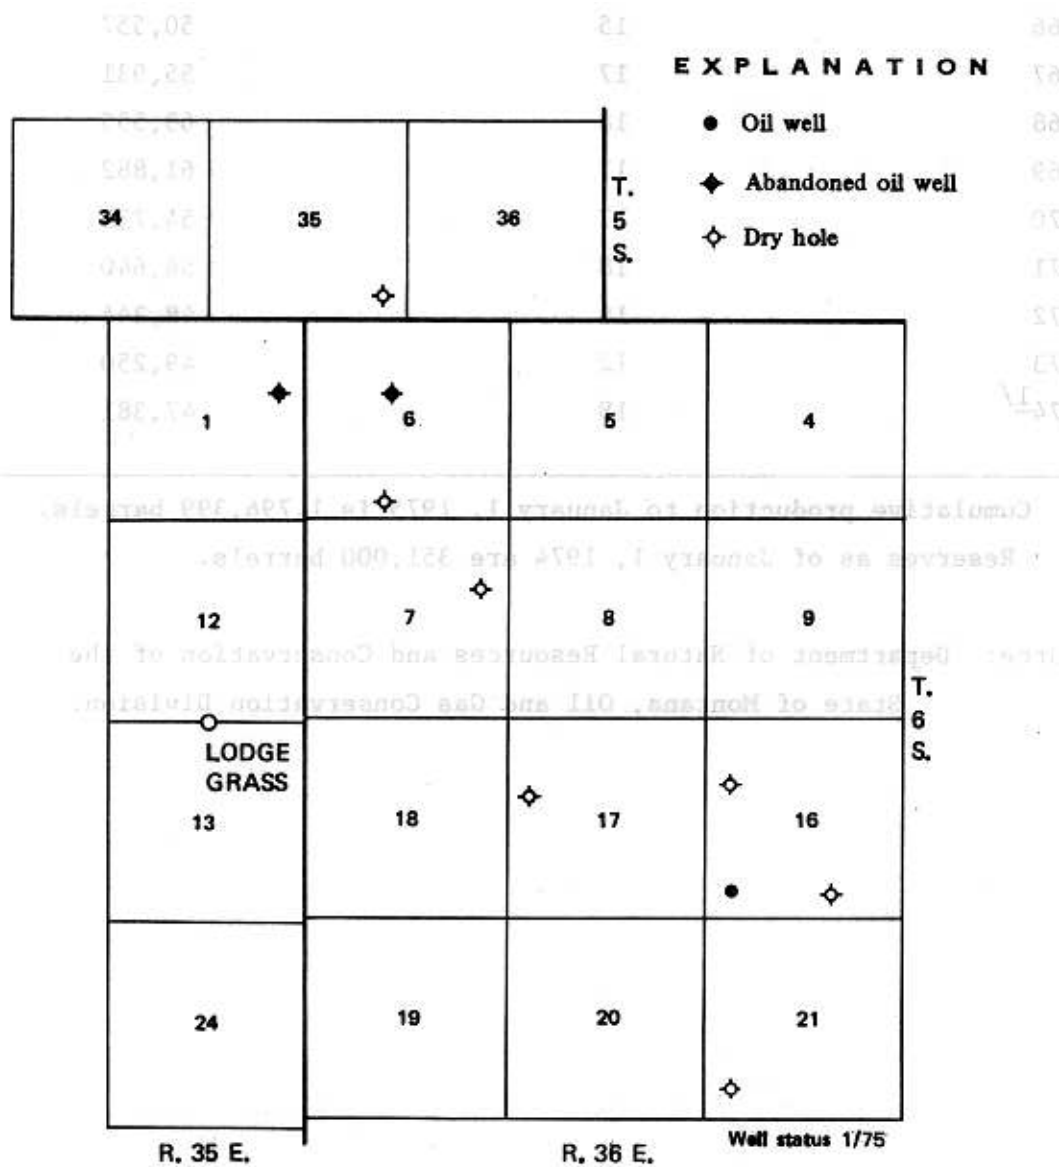 EXPLANATION
Oil well
Abandoned oil well
Dry hole
34 35 36
T.
5
S.
1 6 5 4
12 7 8 9
T.
6
S.
LODGE
GRASS
13 18 17 16
24 19 20 21
Well status 1/75
R. 35 E. R. 36 E.
Cumulative production to January 1, 1975 is 1,796,399 barrels.
Reserves as of January 1, 1974 are 351,000 barrels.
Department of Natural Resources and Conservation of the
State of Montana, Oil and Gas Conservation Division.